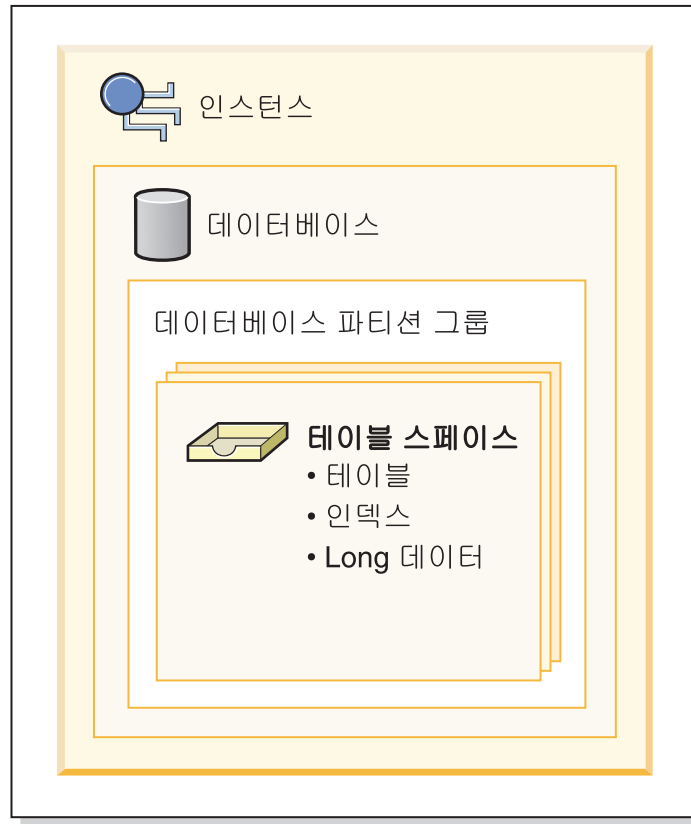 인스턴스
데이터베이스
데이터베이스 파티션 그룹
테이블 스페이스
• 테이블
• 인덱스
• Long 데이터